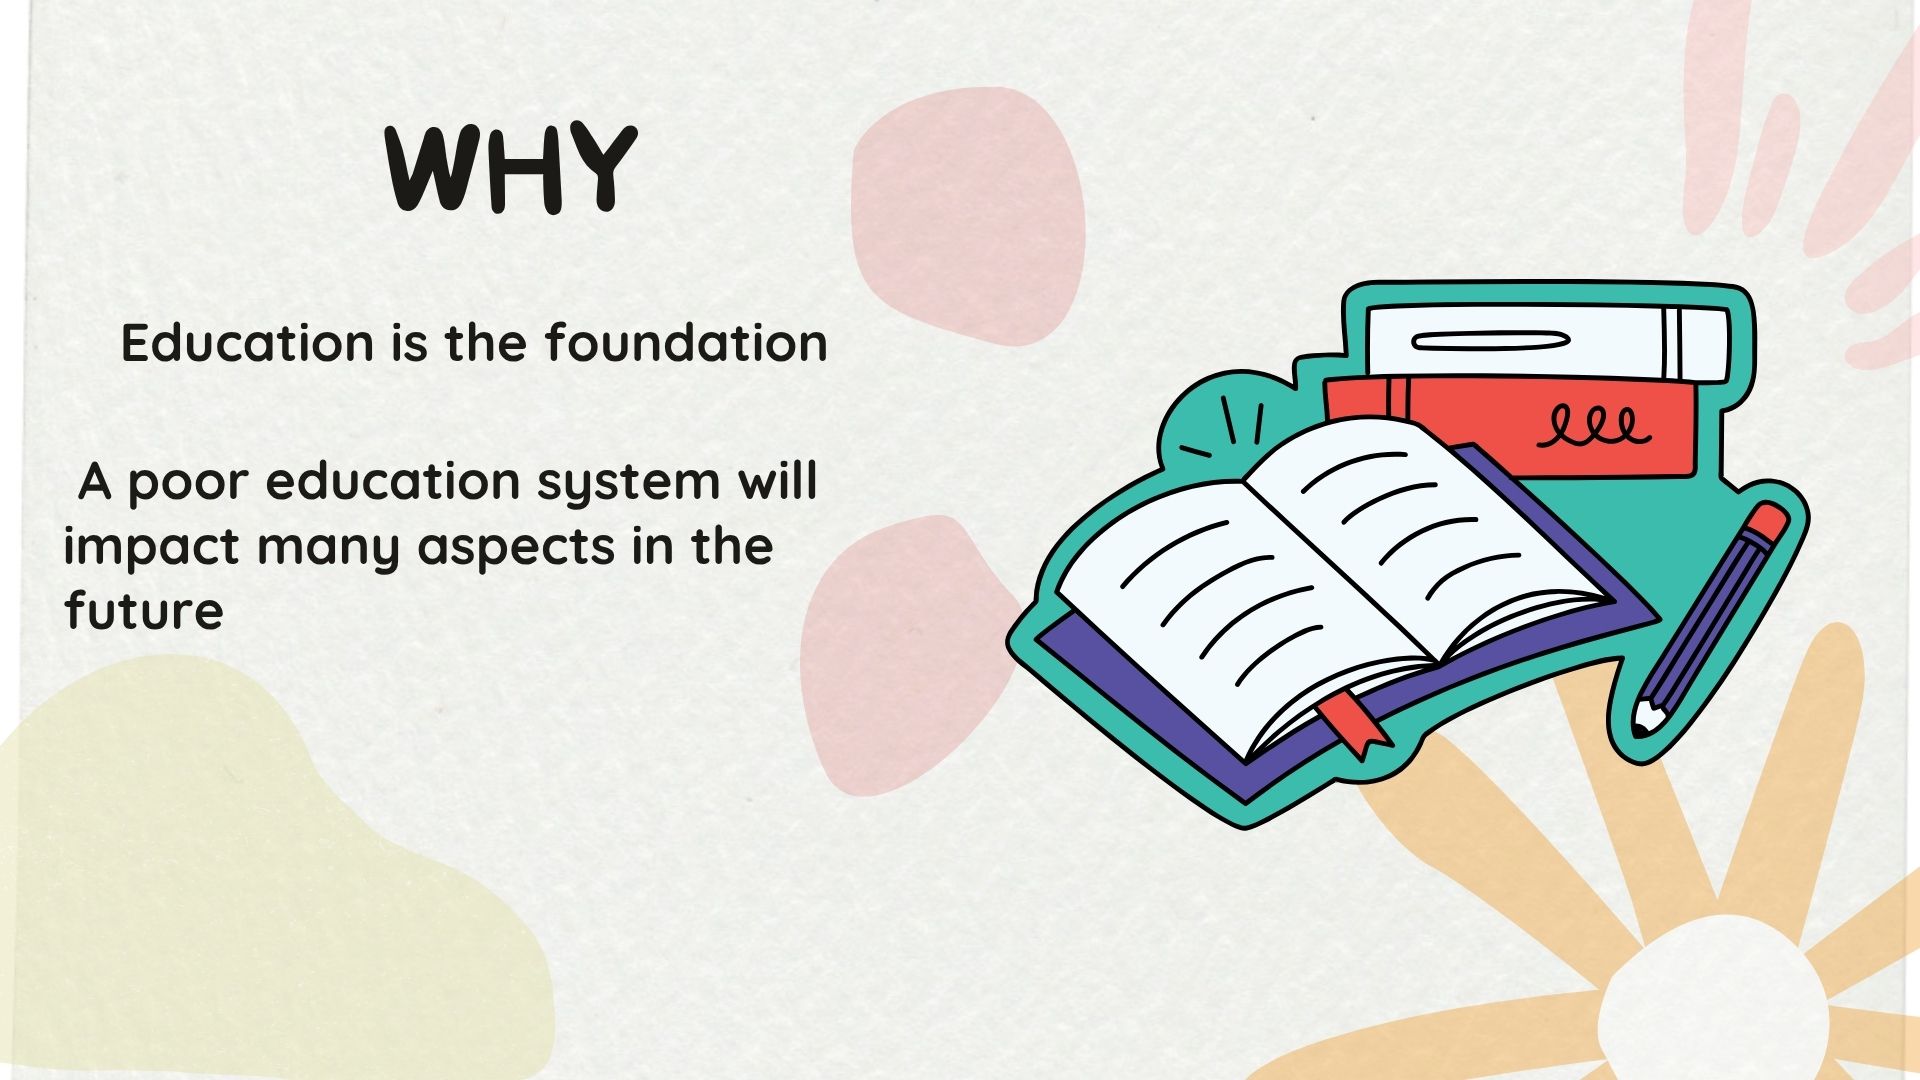 WHY
Education is the foundation
A poor education system will
impact many aspects in the
future